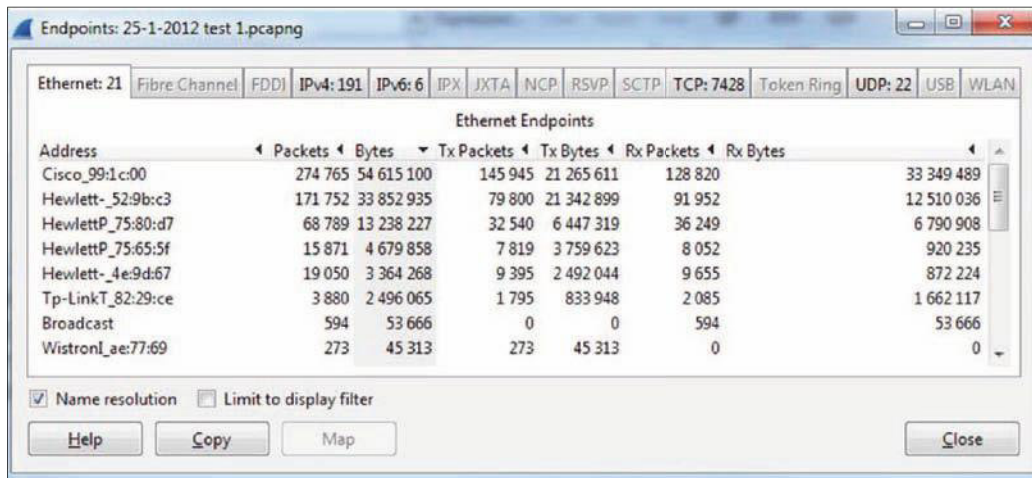 Endpoints: 25-1-2012 test 1.pcapng
Ethernet: 21 Fibre Channel FDDI IPv4: 191 IPv6: 6 IPX JXTA NCP RSVP SCTP TCP: 7428 Token Ring UDP: 22 USB WLAN
Ethernet Endpoints
Address Packets Bytes Tx Packets Tx Bytes Rx Packets Rx Bytes
Cisco_99:1c:00 274 765 54 615 100 145 945 21 265 611 128 820 33 349 489
Hewlett-_52:9b:c3 171 752 33 852 935 79 800 21 342 899 91 952 12 510 036
HewlettP_75:80:d7 68 789 13 238 227 32 540 6 447 319 36 249 6 790 908
HewlettP_75:65:5f 15 871 4 679 858 7 819 3 759 623 8 052 920 235
Hewlett-_4e:9d:67 19 050 3 364 268 9 395 2 492 044 9 655 872 224
Tp-LinkT_82:29:ce 3 880 2 496 065 1 795 833 948 2 085 1 662 117
Broadcast 594 53 666 0 0 594 53 666
WistronI_ae:77:69 273 45 313 273 45 313 0 0
Name resolution Limit to display filter
Help Copy Map Close